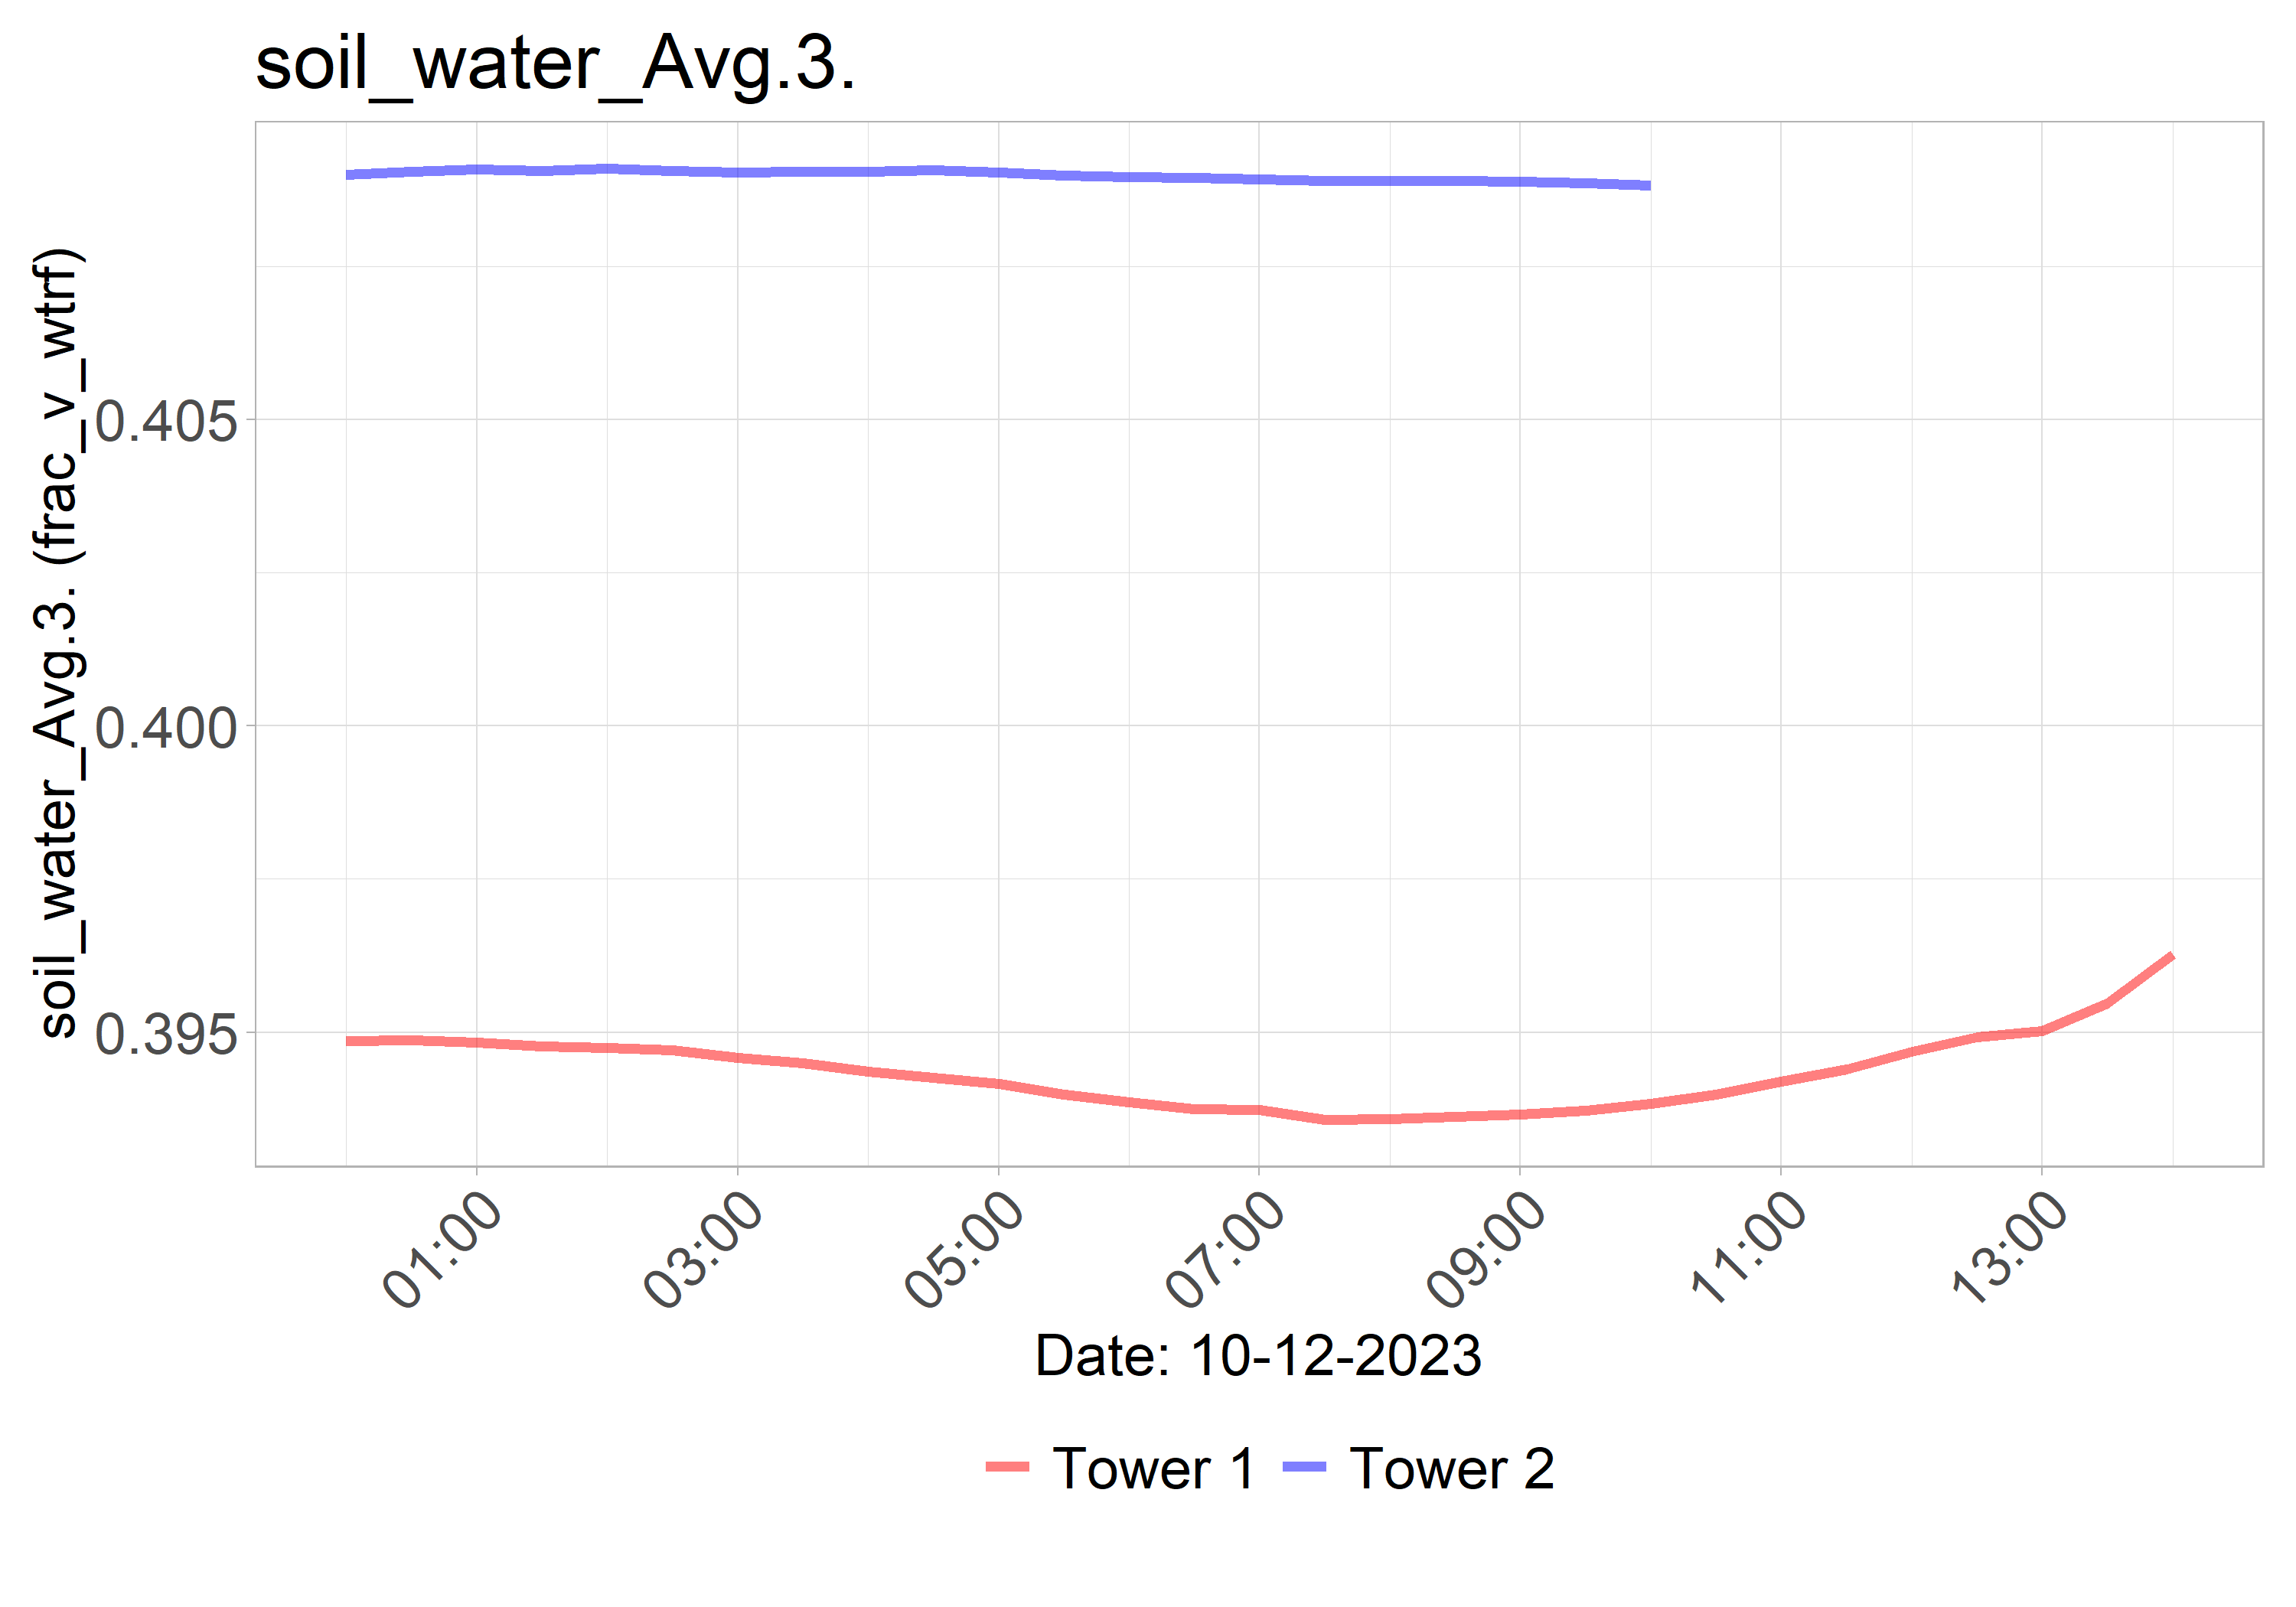 soil_water_Avg.3.
soil_water_Avg.3. (frac_v_wtrf)
0.405
0.400
0.395
01:00
03:00
05:00
07:00
09:00
11:00
13:00
Date: 10-12-2023
Tower 1
Tower 2